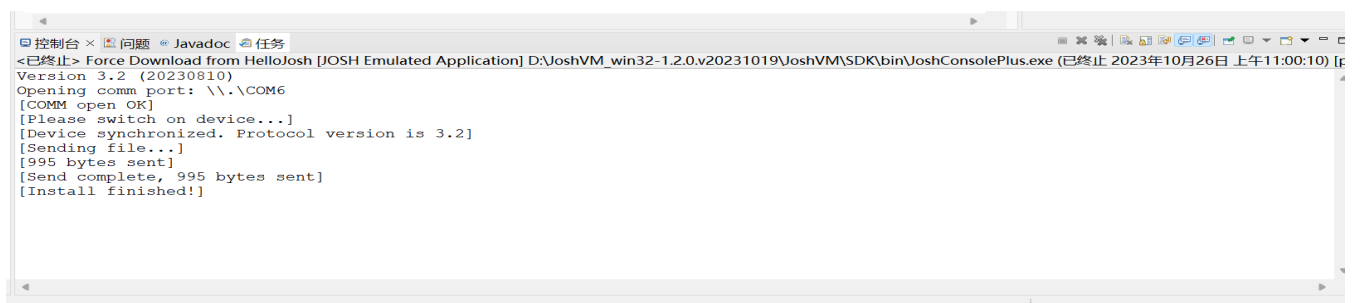 控制台 × 问题 @ Javadoc 任务
<已终止> Force Download from HelloJosh [JOSH Emulated Application] D:\JoshVM_win32-1.2.0.v20231019\JoshVM\SDK\bin\JoshConsolePlus.exe (已终止 2023年10月26日 上午11:00:10) [p
Version 3.2 (20230810)
Opening comm port: \\.\COM6
[COMM open OK]
[Please switch on device...]
[Device synchronized. Protocol version is 3.2]
[Sending file...]
[995 bytes sent]
[Send complete, 995 bytes sent]
[Install finished!]